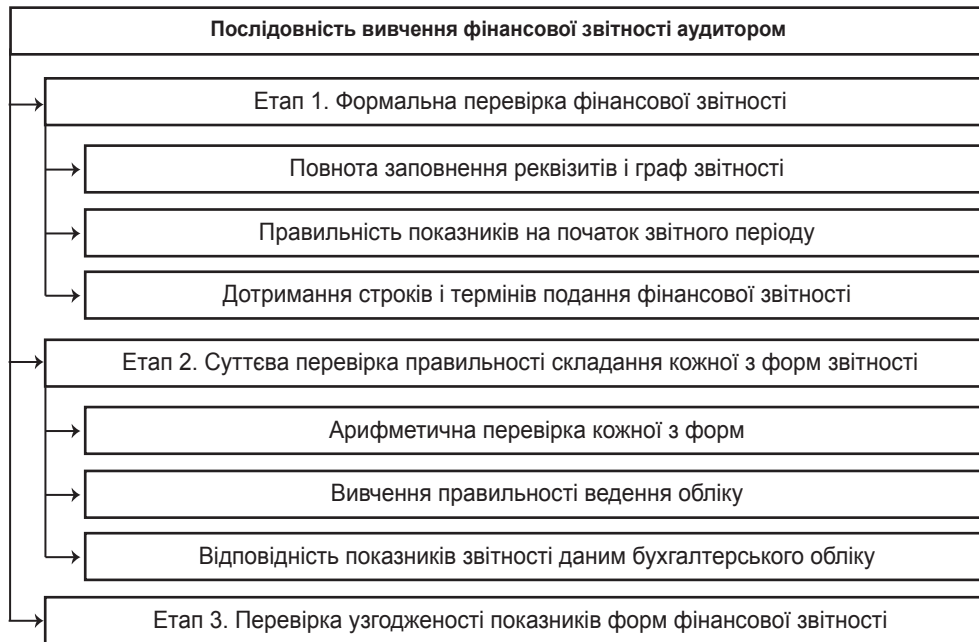 Послідовність вивчення фінансової звітності аудитором
Етап 1. Формальна перевірка фінансової звітності
Повнота заповнення реквізитів і граф звітності
Правильність показників на початок звітного періоду
Дотримання строків і термінів подання фінансової звітності
Етап 2. Суттєва перевірка правильності складання кожної з форм звітності
Арифметична перевірка кожної з форм
Вивчення правильності ведення обліку
Відповідність показників звітності даним бухгалтерського обліку
Етап 3. Перевірка узгодженості показників форм фінансової звітності